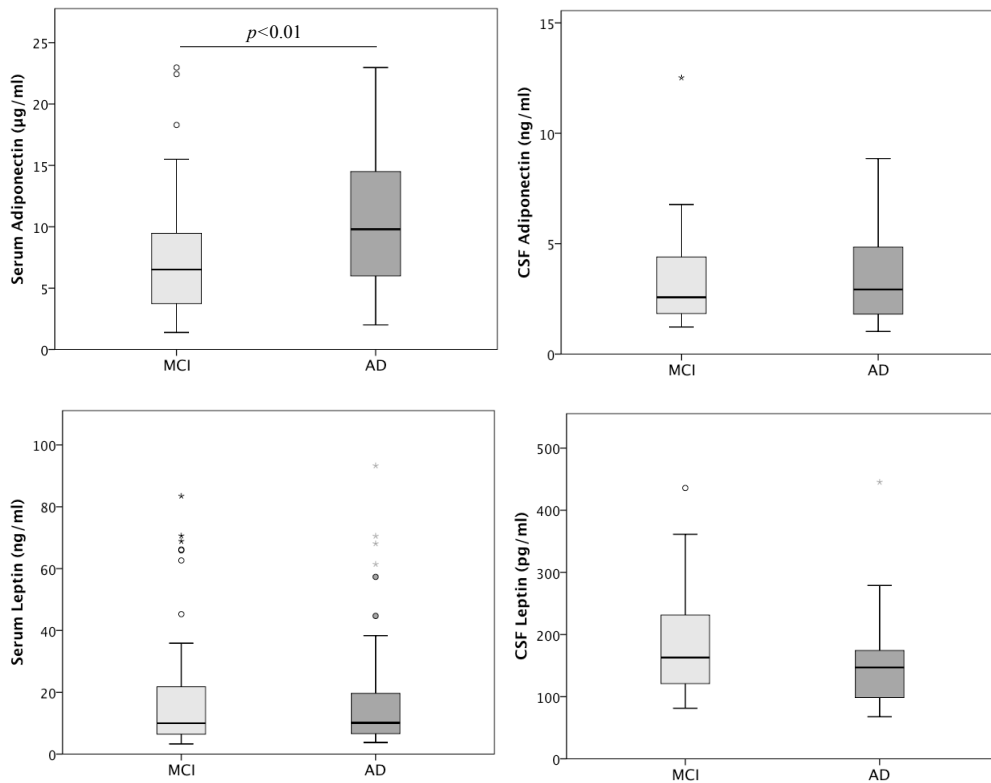 p<0.01
Serum Adiponectin (µg/ml)
25
20
15
10
5
0
MCI AD
CSF Adiponectin (ng/ml)
15
10
5
0
MCI AD
Serum Leptin (ng/ml)
100
80
60
40
20
0
MCI AD
CSF Leptin (pg/ml)
500
400
300
200
100
0
MCI AD